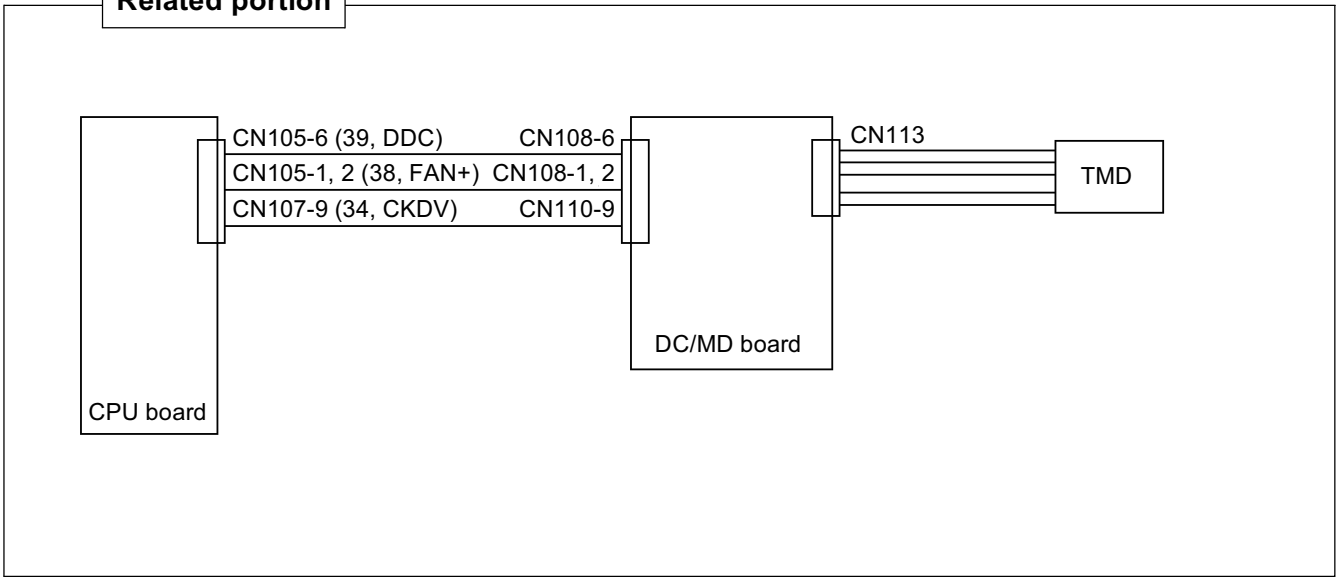 Related portion
CN105-6 (39, DDC) CN108-6
CN105-1, 2 (38, FAN+) CN108-1, 2
CN107-9 (34, CKDV) CN110-9
CN113
TMD
DC/MD board
CPU board